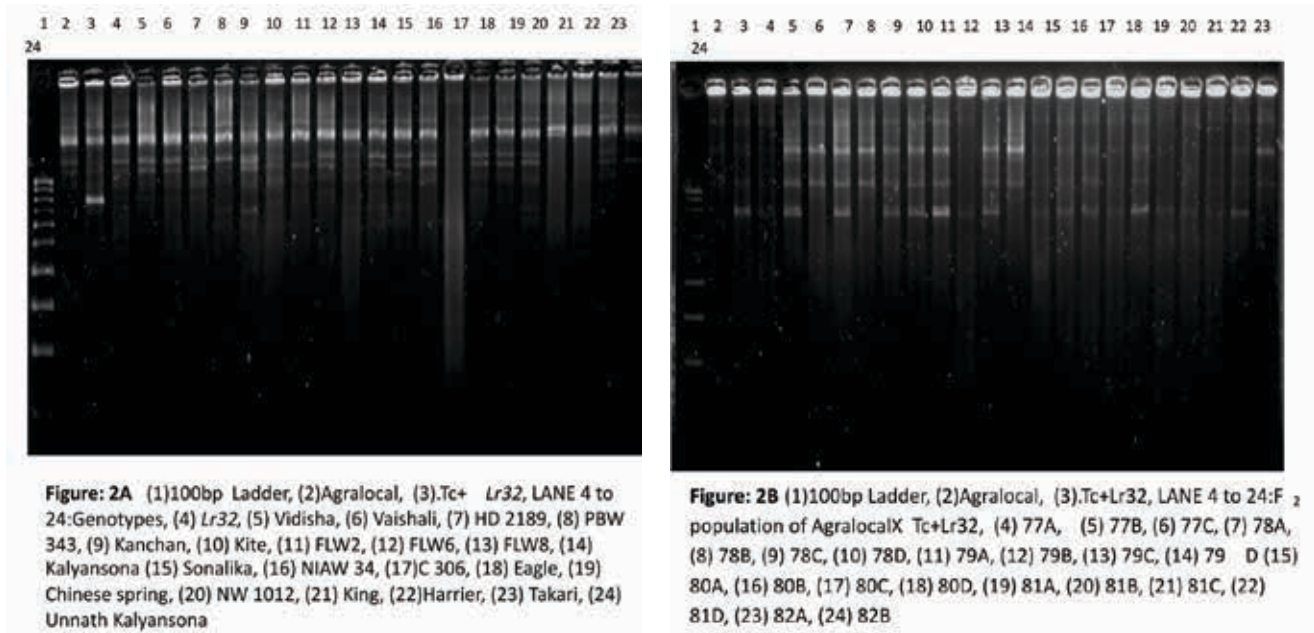 1 2 3 4 5 6 7 8 9 10 11 12 13 14 15 16 17 18 19 20 21 22 23
24
Figure: 2A (1)100bp Ladder, (2)Agralocal, (3).Tc+ Lr32, LANE 4 to
24:Genotypes, (4) Lr32, (5) Vidisha, (6) Vaishali, (7) HD 2189, (8) PBW
343, (9) Kanchan, (10) Kite, (11) FLW2, (12) FLW6, (13) FLW8, (14)
Kalyansona (15) Sonalika, (16) NIAW 34, (17)C 306, (18) Eagle, (19)
Chinese spring, (20) NW 1012, (21) King, (22)Harrier, (23) Takari, (24)
Unnath Kalyansona
1 2 3 4 5 6 7 8 9 10 11 12 13 14 15 16 17 18 19 20 21 22 23
24
Figure: 2B (1)100bp Ladder, (2)Agralocal, (3).Tc+Lr32, LANE 4 to 24:F 2
population of AgralocalX Tc+Lr32, (4) 77A, (5) 77B, (6) 77C, (7) 78A,
(8) 78B, (9) 78C, (10) 78D, (11) 79A, (12) 79B, (13) 79C, (14) 79 D (15)
80A, (16) 80B, (17) 80C, (18) 80D, (19) 81A, (20) 81B, (21) 81C, (22)
81D, (23) 82A, (24) 82B